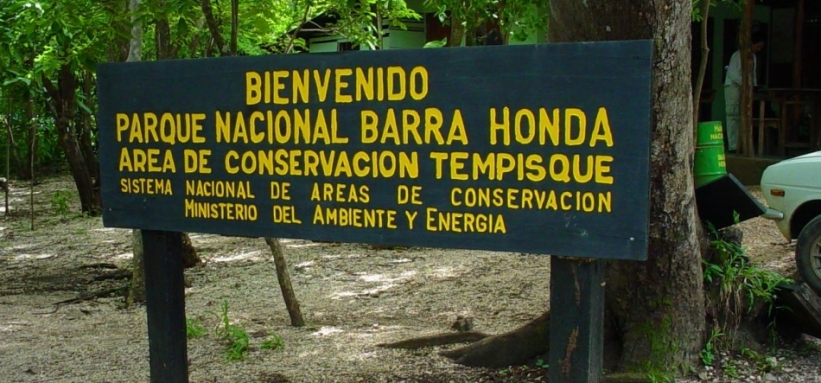 BIENVENIDO
PARQUE NACIONAL BARRA HONDA
AREA DE CONSERVACION TEMPISQUE
SISTEMA NACIONAL DE AREAS DE CONSERVACION
MINISTERIO DEL AMBIENTE Y ENERGIA